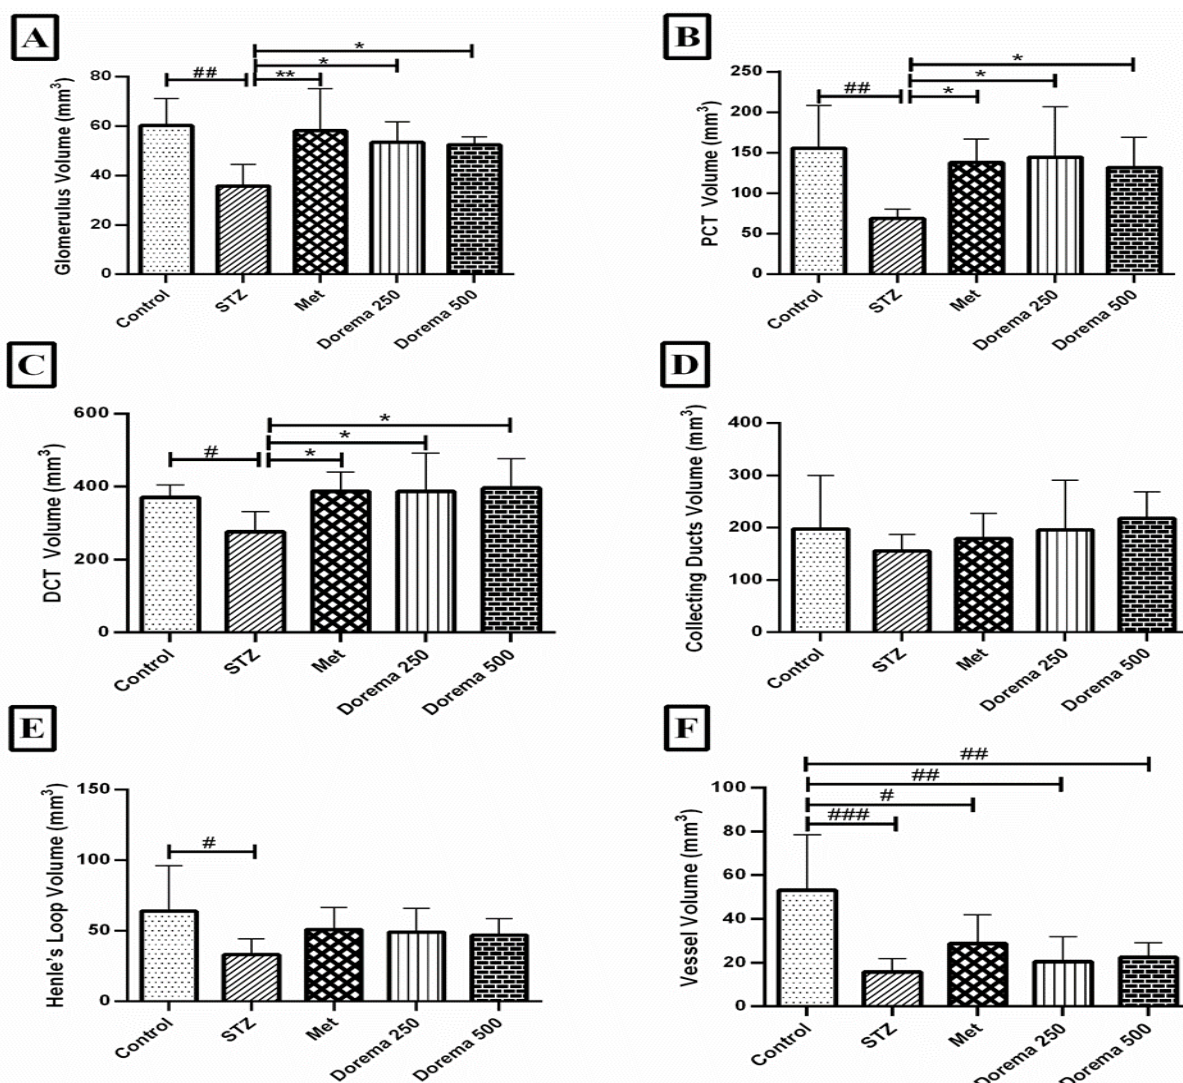 A
*
*
##
**
Glomerulus Volume (mm³)
80
60
40
20
0
Control
STZ
Met
Dorema 250
Dorema 500
B
*
*
##
*
PCT Volume (mm³)
250
200
150
100
50
0
Control
STZ
Met
Dorema 250
Dorema 500
C
*
*
#
*
DCT Volume (mm³)
600
400
200
0
Control
STZ
Met
Dorema 250
Dorema 500
D
Collecting Ducts Volume (mm³)
400
300
200
100
0
Control
STZ
Met
Dorema 250
Dorema 500
E
#
Henle's Loop Volume (mm³)
150
100
50
0
Control
STZ
Met
Dorema 250
Dorema 500
F
##
##
#
###
Vessel Volume (mm³)
100
80
60
40
20
0
Control
STZ
Met
Dorema 250
Dorema 500